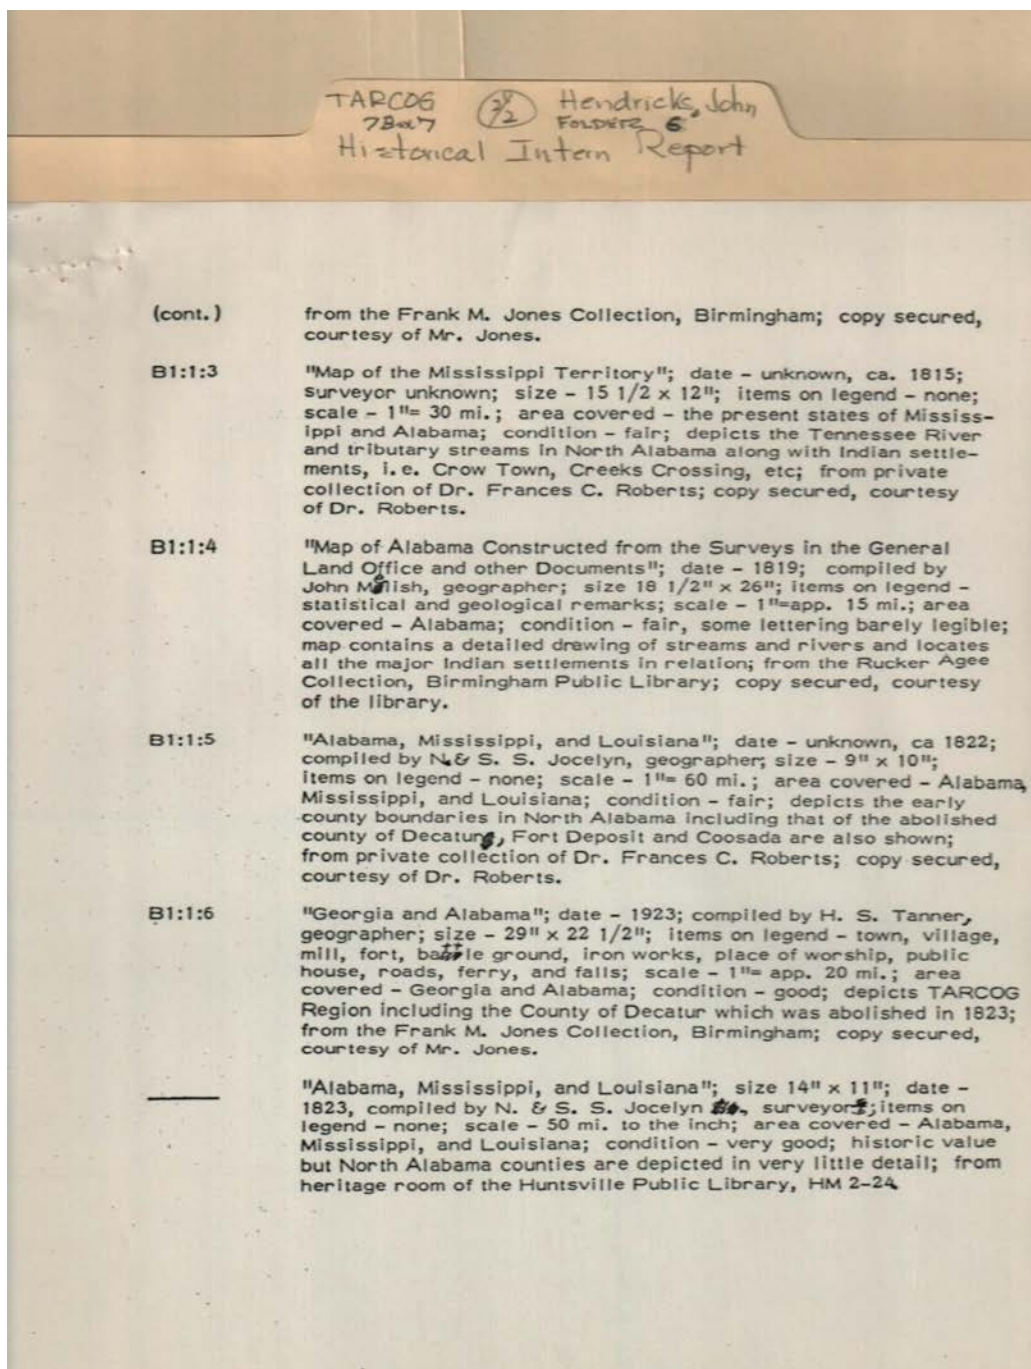 TARCOG Hendricks, John
FOLDER 6
Historical Intern Report
(cont.) from the Frank M. Jones Collection, Birmingham; copy secured,
courtesy of Mr. Jones.
B1:1:3 "Map of the Mississippi Territory"; date - unknown, ca. 1815;
surveyor unknown; size - 15 1/2 x 12"; items on legend - none;
scale - 1"= 30 mi.; area covered - the present states of Mississ-
ippi and Alabama; condition - fair; depicts the Tennessee River
and tributary streams in North Alabama along with Indian settle-
ments, i.e. Crow Town, Creeks Crossing, etc; from private
collection of Dr. Frances C. Roberts; copy secured, courtesy
of Dr. Roberts.
B1:1:4 "Map of Alabama Constructed from the Surveys in the General
Land Office and other Documents"; date - 1819; compiled by
John Melish, geographer; size 18 1/2" x 26"; items on legend -
statistical and geological remarks; scale - 1"=app. 15 mi.; area
covered - Alabama; condition - fair, some lettering barely legible;
map contains a detailed drawing of streams and rivers and locates
all the major Indian settlements in relation; from the Rucker Agee
Collection, Birmingham Public Library; copy secured, courtesy
of the library.
B1:1:5 "Alabama, Mississippi, and Louisiana"; date - unknown, ca 1822;
compiled by N. & S. S. Jocelyn, geographer; size - 9" x 10";
items on legend - none; scale - 1"= 60 mi.; area covered - Alabama,
Mississippi, and Louisiana; condition - fair; depicts the early
county boundaries in North Alabama including that of the abolished
county of Decatur, Fort Deposit and Coosada are also shown;
from private collection of Dr. Frances C. Roberts; copy secured,
courtesy of Dr. Roberts.
B1:1:6 "Georgia and Alabama"; date - 1923; compiled by H. S. Tanner,
geographer; size - 29" x 22 1/2"; items on legend - town, village,
mill, fort, battle ground, iron works, place of worship, public
house, roads, ferry, and falls; scale - 1"= app. 20 mi.; area
covered - Georgia and Alabama; condition - good; depicts TARCOG
Region including the County of Decatur which was abolished in 1823;
from the Frank M. Jones Collection, Birmingham; copy secured,
courtesy of Mr. Jones.
"Alabama, Mississippi, and Louisiana"; size 14" x 11"; date -
1823, compiled by N. & S. S. Jocelyn surveyor; items on
legend - none; scale - 50 mi. to the inch; area covered - Alabama,
Mississippi, and Louisiana; condition - very good; historic value
but North Alabama counties are depicted in very little detail; from
heritage room of the Huntsville Public Library, HM 2-24